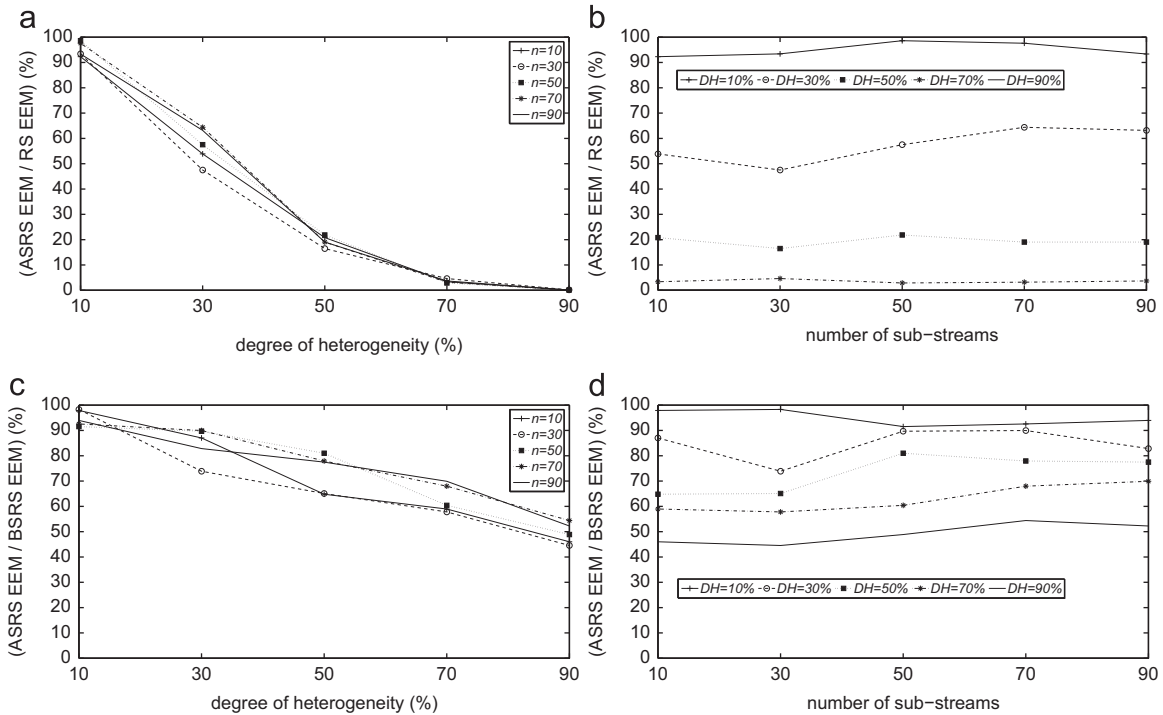 a
(ASRS EEM / RS EEM) (%)
100
90
80
70
60
50
40
30
20
10
0
10 30 50 70 90
degree of heterogeneity (%)
n=10
n=30
n=50
n=70
n=90
b
(ASRS EEM / RS EEM) (%)
100
90
80
70
60
50
40
30
20
10
0
DH=10% DH=30% DH=50% DH=70% DH=90%
10 30 50 70 90
number of sub−streams
c
(ASRS EEM / BSRS EEM) (%)
100
90
80
70
60
50
40
30
20
10
0
10 30 50 70 90
degree of heterogeneity (%)
n=10
n=30
n=50
n=70
n=90
d
(ASRS EEM / BSRS EEM) (%)
100
90
80
70
60
50
40
30
20
10
0
DH=10% DH=30% DH=50% DH=70% DH=90%
10 30 50 70 90
number of sub−streams